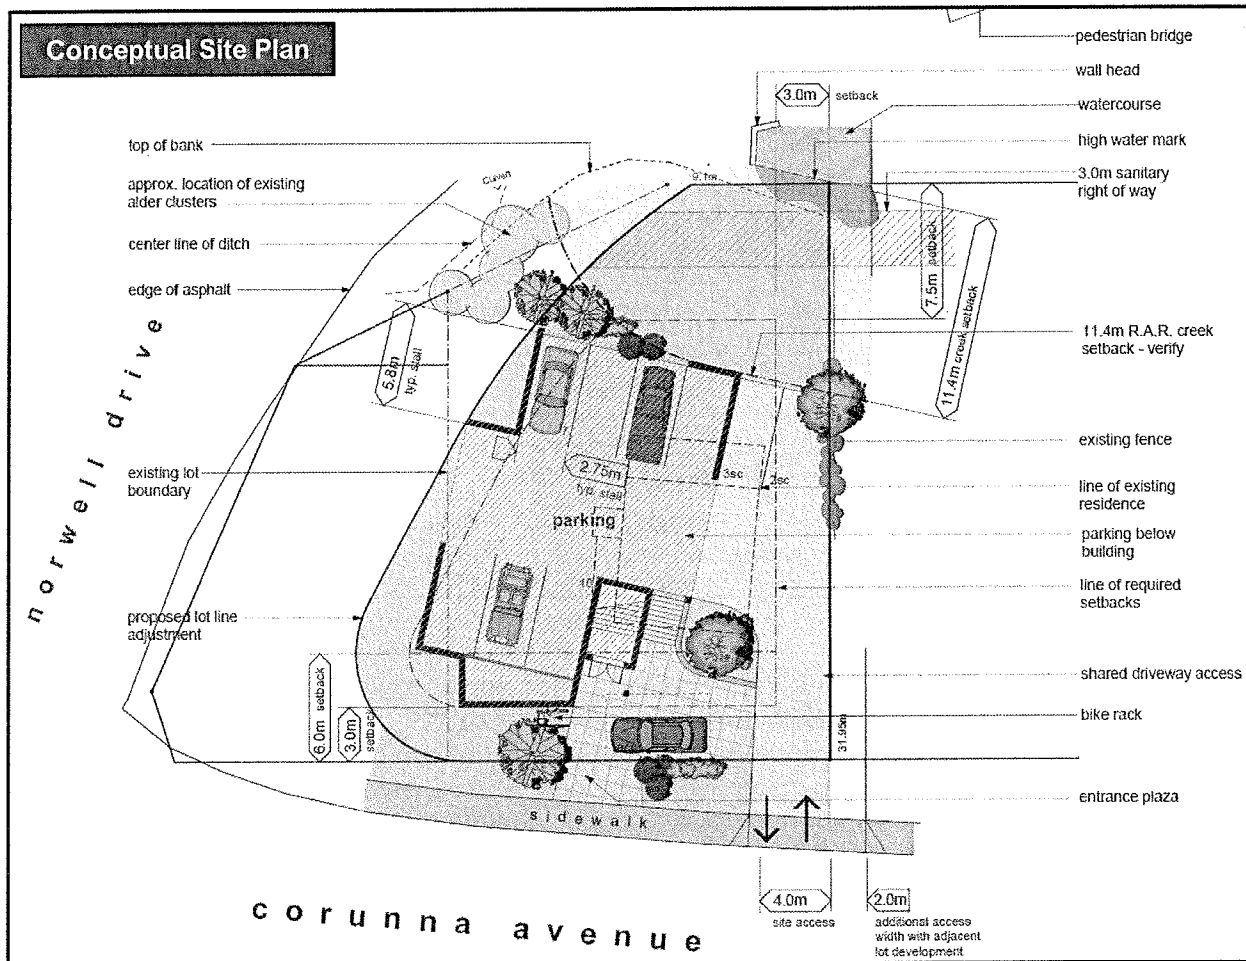 Conceptual Site Plan
pedestrian bridge
wall head
3.0m setback
watercourse
top of bank
high water mark
approx. location of existing
alder clusters
3.0m sanitary
right of way
9.1m
center line of ditch
7.5m setback
edge of asphalt
11.4m creek setback
norwell drive
5.8m
typ. stall
11.4m R.A.R. creek
setback - verify
existing fence
existing lot
boundary
2.75m
typ. stall
3sc
2sc
line of existing
residence
parking
parking below
building
10
line of required
setbacks
proposed lot line
adjustment
6.0m setback
3.0m
setback
shared driveway access
bike rack
31.95m
entrance plaza
sidewalk
4.0m
site access
2.0m
additional access
width with adjacent
lot development
corunna avenue